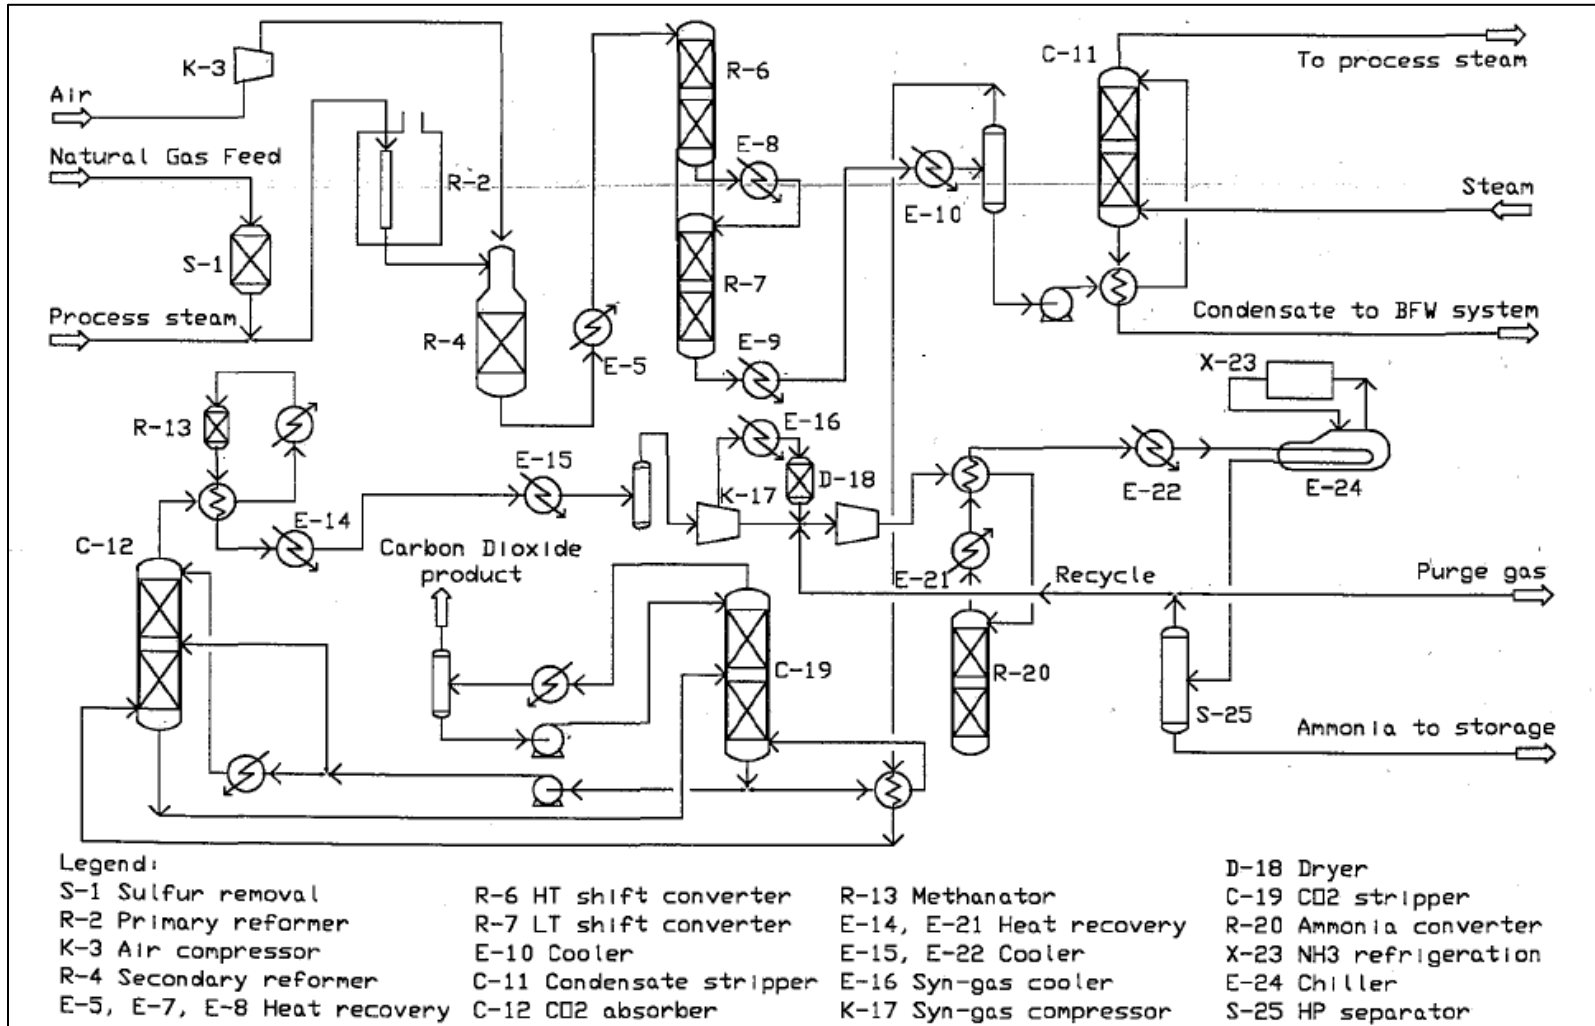 K-3
Air
Natural Gas Feed
S-1
Process steam
R-2
R-4
E-5
R-6
E-8
R-7
E-9
E-10
C-11
To process steam
Steam
Condensate to BFW system
X-23
R-13
E-14
E-15
E-16
K-17
D-18
E-22
E-24
C-12
Carbon Dioxide
product
E-21
Recycle
Purge gas
C-19
R-20
S-25
Ammonia to storage
Legend:
S-1 Sulfur removal
R-2 Primary reformer
K-3 Air compressor
R-4 Secondary reformer
E-5, E-7, E-8 Heat recovery
R-6 HT shift converter
R-7 LT shift converter
E-10 Cooler
C-11 Condensate stripper
C-12 CO2 absorber
R-13 Methanator
E-14, E-21 Heat recovery
E-15, E-22 Cooler
E-16 Syn-gas cooler
K-17 Syn-gas compressor
D-18 Dryer
C-19 CO2 stripper
R-20 Ammonia converter
X-23 NH3 refrigeration
E-24 Chiller
S-25 HP separator